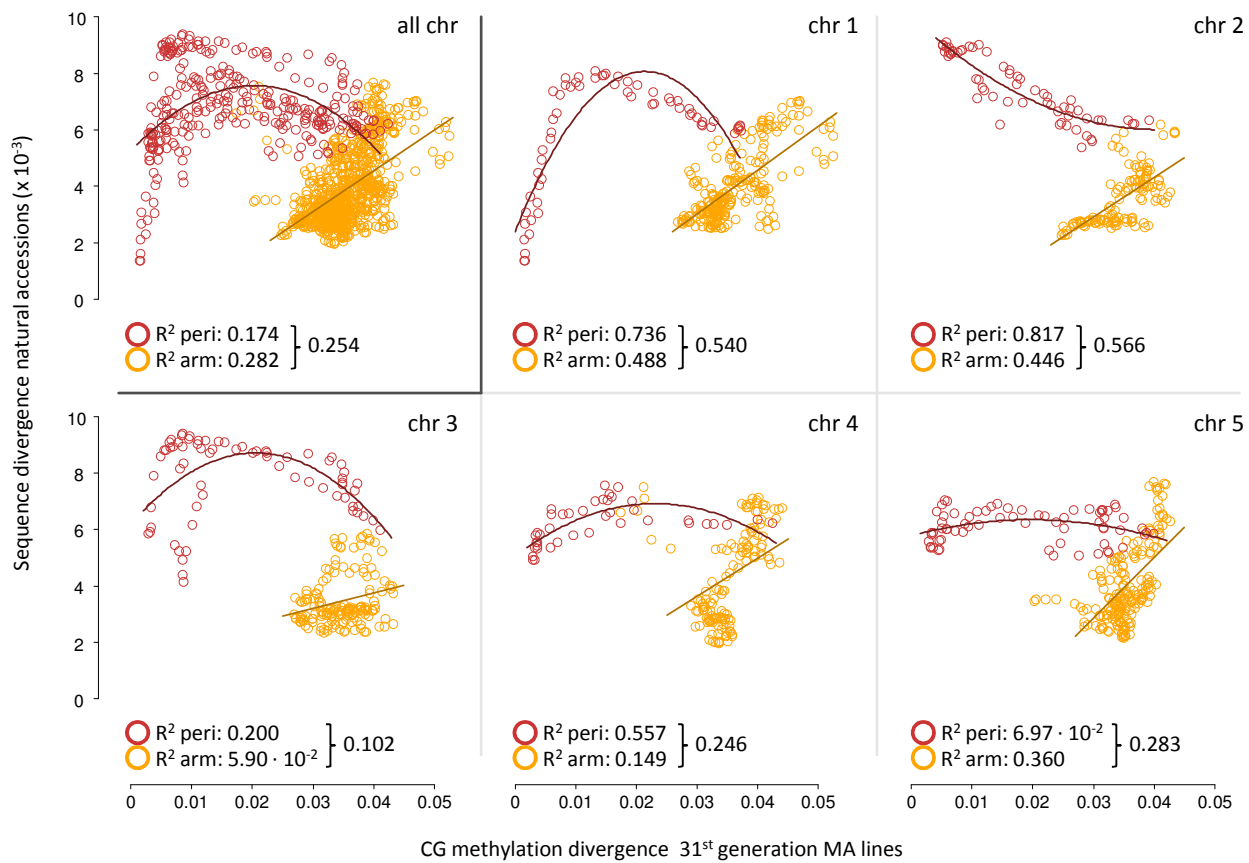 Sequence divergence natural accessions (x 10⁻³)
all chr
chr 1
chr 2
10
8
6
4
2
0
R² peri: 0.174
R² arm: 0.282
0.254
R² peri: 0.736
R² arm: 0.488
0.540
R² peri: 0.817
R² arm: 0.446
0.566
chr 3
chr 4
chr 5
10
8
6
4
2
0
R² peri: 0.200
R² arm: 5.90 · 10⁻²
0.102
R² peri: 0.557
R² arm: 0.149
0.246
R² peri: 6.97 · 10⁻²
R² arm: 0.360
0.283
0 0.01 0.02 0.03 0.04 0.05
0 0.01 0.02 0.03 0.04 0.05
0 0.01 0.02 0.03 0.04 0.05
CG methylation divergence 31ˢᵗ generation MA lines